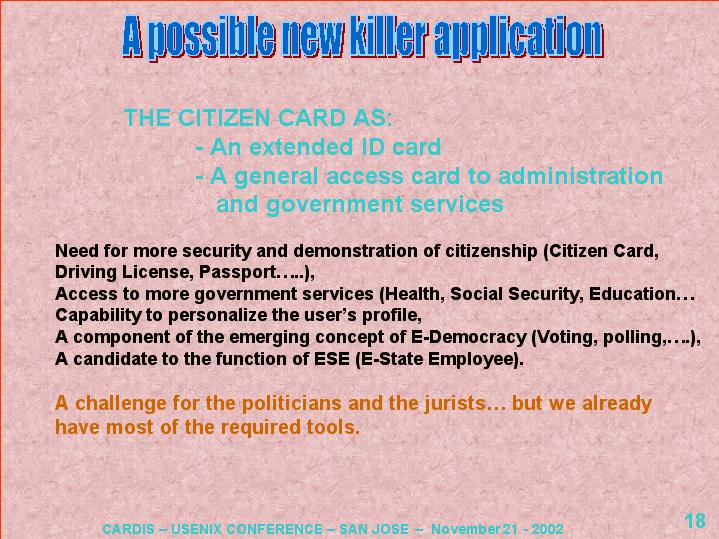 A possible new killer application
THE CITIZEN CARD AS:
- An extended ID card
- A general access card to administration
and government services
Need for more security and demonstration of citizenship (Citizen Card,
Driving License, Passport…..),
Access to more government services (Health, Social Security, Education…
Capability to personalize the user’s profile,
A component of the emerging concept of E-Democracy (Voting, polling,….),
A candidate to the function of ESE (E-State Employee).
A challenge for the politicians and the jurists… but we already
have most of the required tools.
18
CARDIS – USENIX CONFERENCE – SAN JOSE – November 21 - 2002